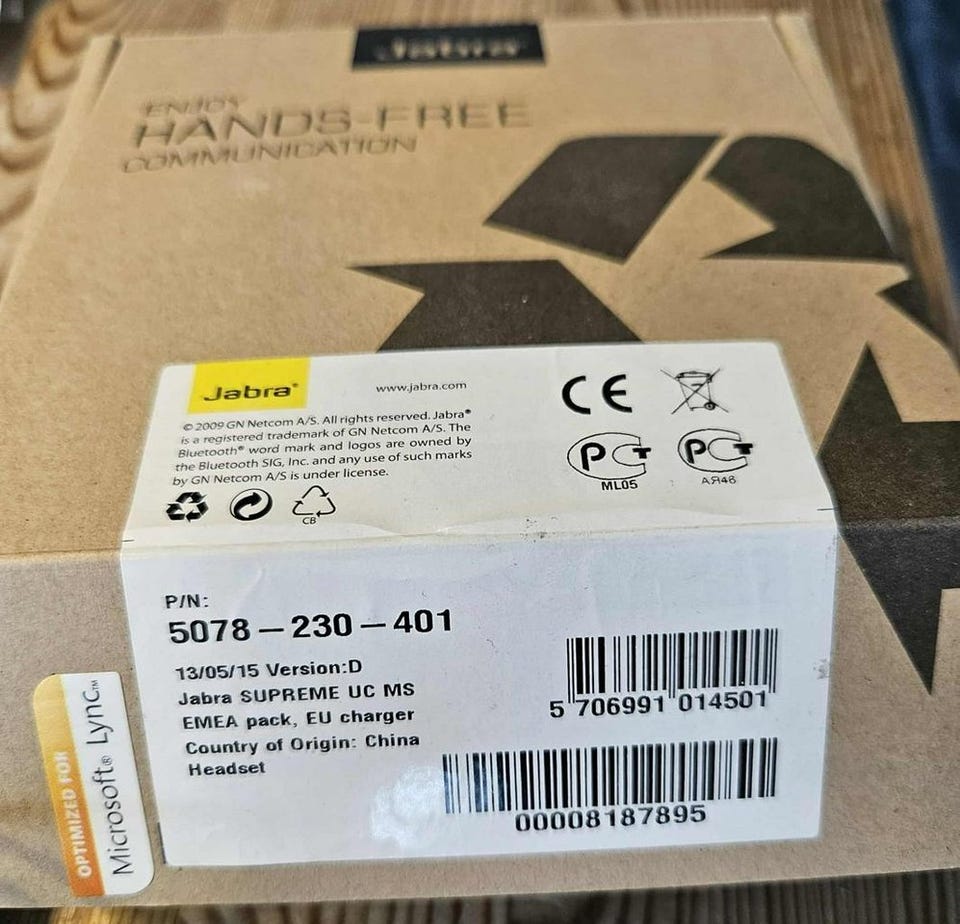 Jabra
ENJOY
HANDS-FREE
COMMUNICATION
Jabra®
www.jabra.com
© 2009 GN Netcom A/S. All rights reserved. Jabra®
is a registered trademark of GN Netcom A/S. The
Bluetooth® word mark and logos are owned by
the Bluetooth SIG, Inc. and any use of such marks
by GN Netcom A/S is under license.
CB
CE
РСТ
ML05
РСТ
АЯ46
P/N:
5078-230-401
13/05/15 Version:D
Jabra SUPREME UC MS
EMEA pack, EU charger
Country of Origin: China
Headset
5 706991 014501
00008187895
OPTIMIZED FOR
Microsoft® Lync™